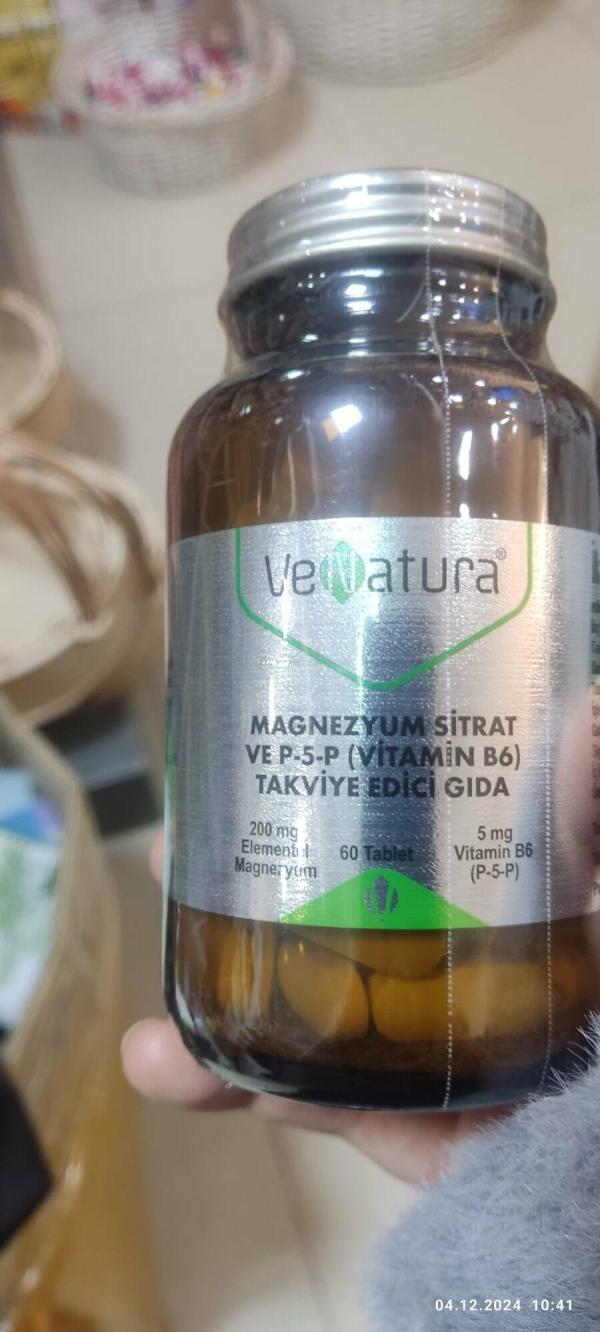 VeNatura®
MAGNEZYUM SİTRAT
VE P-5-P (VİTAMİN B6)
TAKVİYE EDİCİ GIDA
200 mg
Elementel
Magnezyum
60 Tablet
5 mg
Vitamin B6
(P-5-P)
04.12.2024 10:41